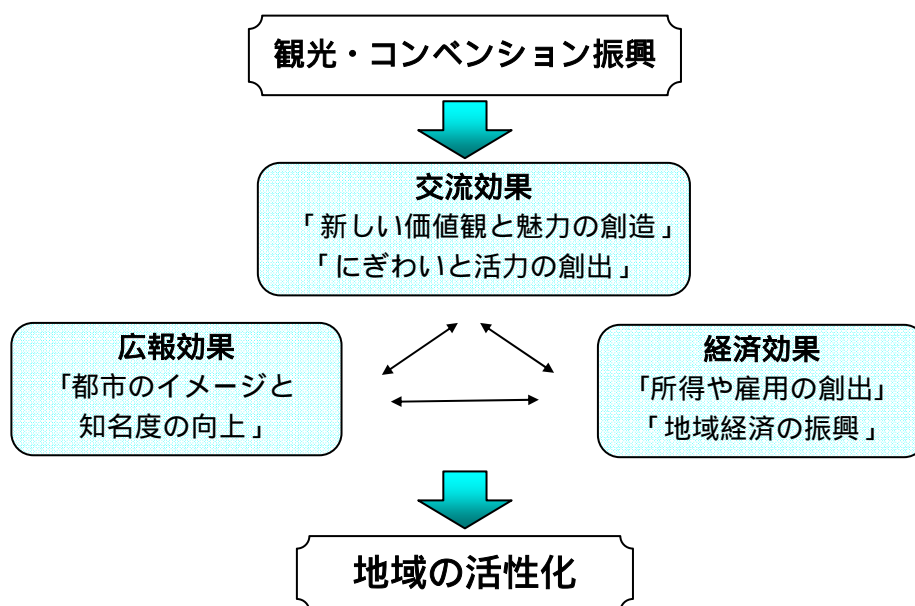 観光・コンベンション振興
交流効果
「新しい価値観と魅力の創造」
「にぎわいと活力の創出」
広報効果
「都市のイメージと
知名度の向上」
経済効果
「所得や雇用の創出」
「地域経済の振興」
地域の活性化